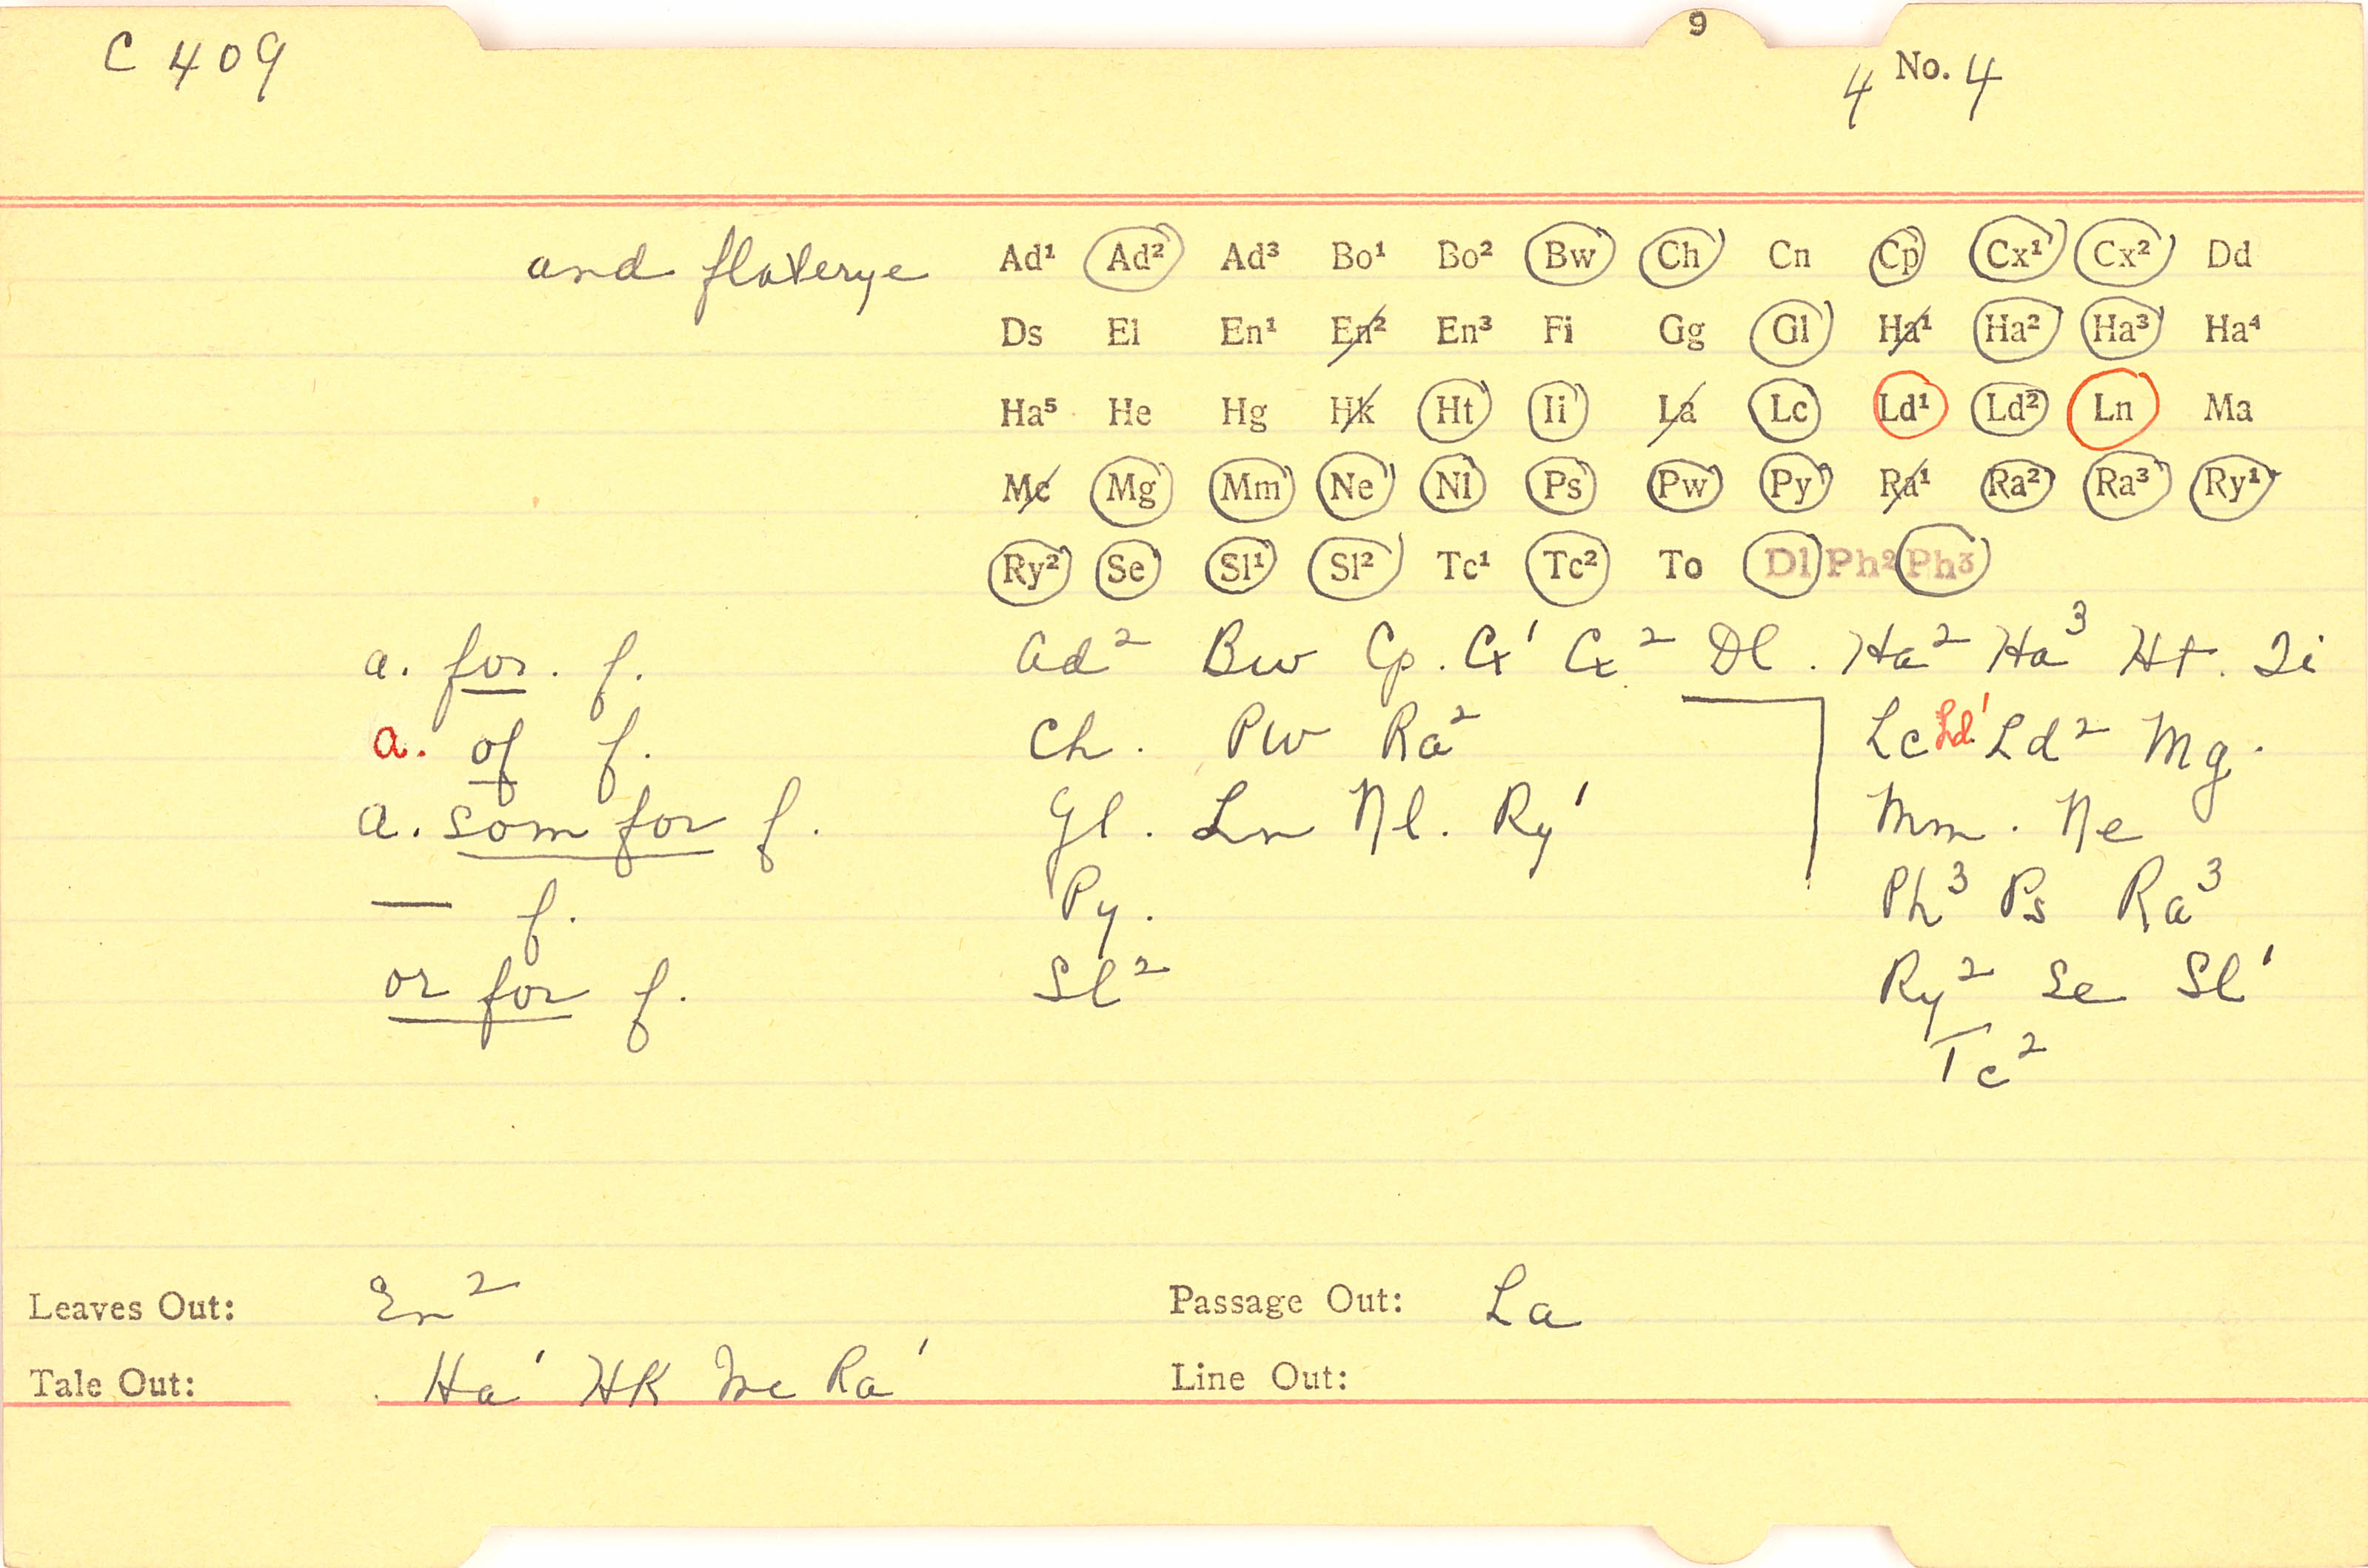 9
C 409 4 No. 4
and flaterye Ad¹ Ad² Ad³ Bo¹ Bo² Bw Ch Cn Cp Cx¹ Cx² Dd
Ds El En¹ En² En³ Fi Gg Gl Ha¹ Ha² Ha³ Ha⁴
Ha⁵ He Hg Hk Ht Ii La Lc Ld¹ Ld² Ln Ma
Mc Mg Mm Ne Nl Ps Pw Py Ra¹ Ra² Ra³ Ry¹
Ry² Se Sl¹ Sl² Tc¹ Tc² To Dl Ph² Ph³
a. for. f. Ad² Bw Cp. Cx¹ Cx² Dl. Ha² Ha³ Ht. Ii
a. of f. Ch. Pw Ra² Lc Ld¹ Ld² Mg.
a. som for f. Gl. Ln Nl. Ry¹ Mm. Ne
— f. Py. Ph³ Ps Ra³
or for f. Sl² Ry² Se Sl¹
Tc²
Leaves Out: En² Passage Out: La
Tale Out: Ha¹ HK Mc Ra¹ Line Out: